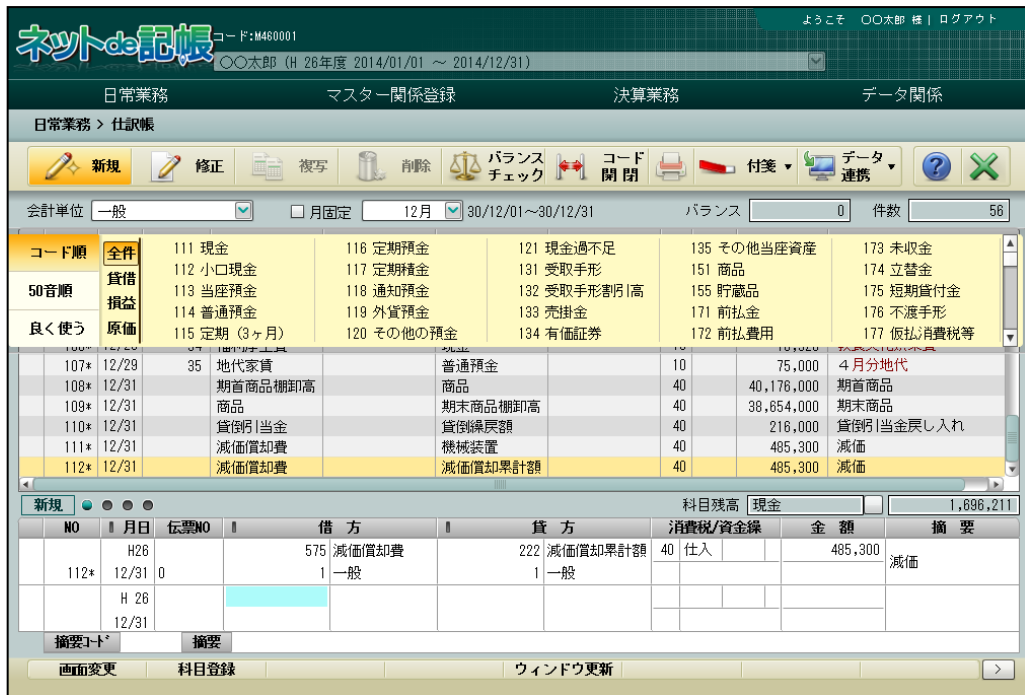 ようこそ 〇〇太郎 様 | ログアウト
ネットde記帳
コード:M460001
〇〇太郎 (H 26年度 2014/01/01 ～ 2014/12/31)
日常業務 マスター関係登録 決算業務 データ関係
日常業務 > 仕訳帳
新規 修正 複写 削除 バランスチェック コード開閉 付箋 データ連携
会計単位 一般 月固定 12月 30/12/01～30/12/31 バランス 0 件数 56
コード順 全件 111 現金 116 定期預金 121 現金過不足 135 その他当座資産 173 未収金
貸借 112 小口現金 117 定期積金 131 受取手形 151 商品 174 立替金
50音順 損益 113 当座預金 118 通知預金 132 受取手形割引高 155 貯蔵品 175 短期貸付金
良く使う 原価 114 普通預金 119 外貨預金 133 売掛金 171 前払金 176 不渡手形
115 定期（3ヶ月） 120 その他の預金 134 有価証券 172 前払費用 177 仮払消費税等
107* 12/29 35 地代家賃 普通預金 10 75,000 4月分地代
108* 12/31 期首商品棚卸高 商品 40 40,176,000 期首商品
109* 12/31 商品 期末商品棚卸高 40 38,654,000 期末商品
110* 12/31 貸倒引当金 貸倒繰戻額 40 216,000 貸倒引当金戻し入れ
111* 12/31 減価償却費 機械装置 40 485,300 減価
112* 12/31 減価償却費 減価償却累計額 40 485,300 減価
新規 科目残高 現金 1,696,211
NO 月日 伝票NO 借 方 貸 方 消費税/資金繰 金 額 摘 要
H26 575 減価償却費 222 減価償却累計額 40 仕入 485,300 減価
112* 12/31 0 1 一般 1 一般
H 26
12/31
摘要コード 摘要
画面変更 科目登録 ウィンドウ更新